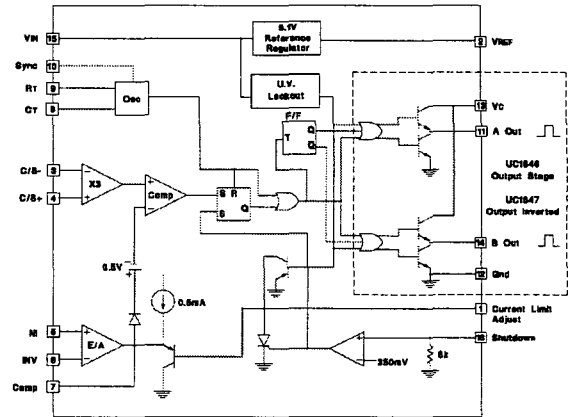 VIN 15
5.1V
Reference
Regulator
2 VREF
Sync 10
RT 9
CT 8
Osc
U.V.
Lockout
F/F
T Q
Q
13 VC
11 A Out
UC1846
Output Stage
UC1847
Output Inverted
C/S- 3
C/S+ 4
X3
Comp
S R
S Q
14 B Out
12 Gnd
0.5V
0.5mA
1 Current Limit
Adjust
NI 5
INV 6
E/A
Comp 7
350mV
6k
16 Shutdown